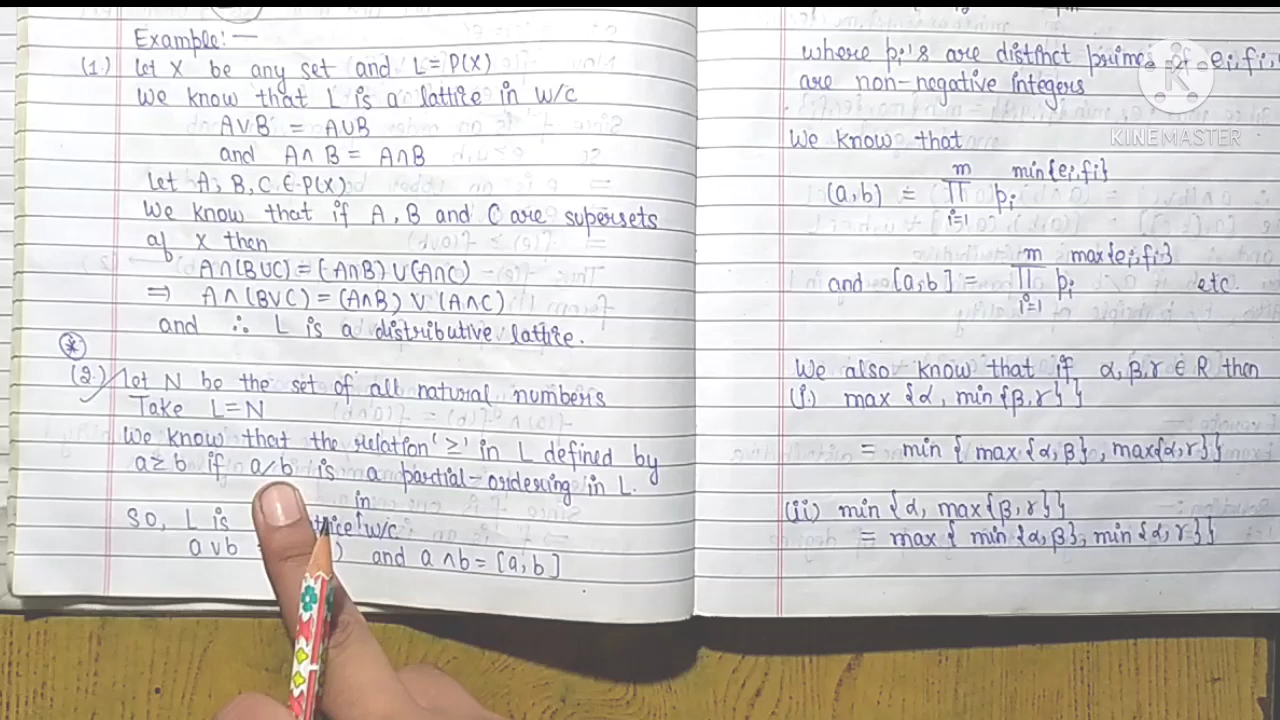 Example:-
(1.) Let X be any set and L=P(X)
We know that L is a lattice in w/c
A∨B = A∪B
and A∧B = A∩B
Let A, B, C ∈ P(X)
We know that if A, B and C are supersets
of X then
A∩(B∪C)=(A∩B)∪(A∩C)
⇒ A∧(B∨C)=(A∧B) ∨ (A∧C)
and ∴ L is a distributive lattice.
(2.) Let N be the set of all natural numbers
Take L=N
We know that the relation '≥' in L defined by
a≥b if a/b is a partial-ordering in L.
in
So, L is w/c
a∨b = ) and a∧b = [a,b]
where pi's are distinct primes ei, fi,
are non-negative integers
KINEMASTER
We know that
m min{ei,fi}
(a,b) = Π pi
i=1
m max{ei,fi}
and [a,b] = Π pi etc.
i=1
We also know that if α,β,r ∈ R then
(i.) max {α, min{β,r}}
= min {max {α,β}, max{α,r}}
(ii) min {α, max{β,r}}
= max { min {α,β}, min {α,r}}